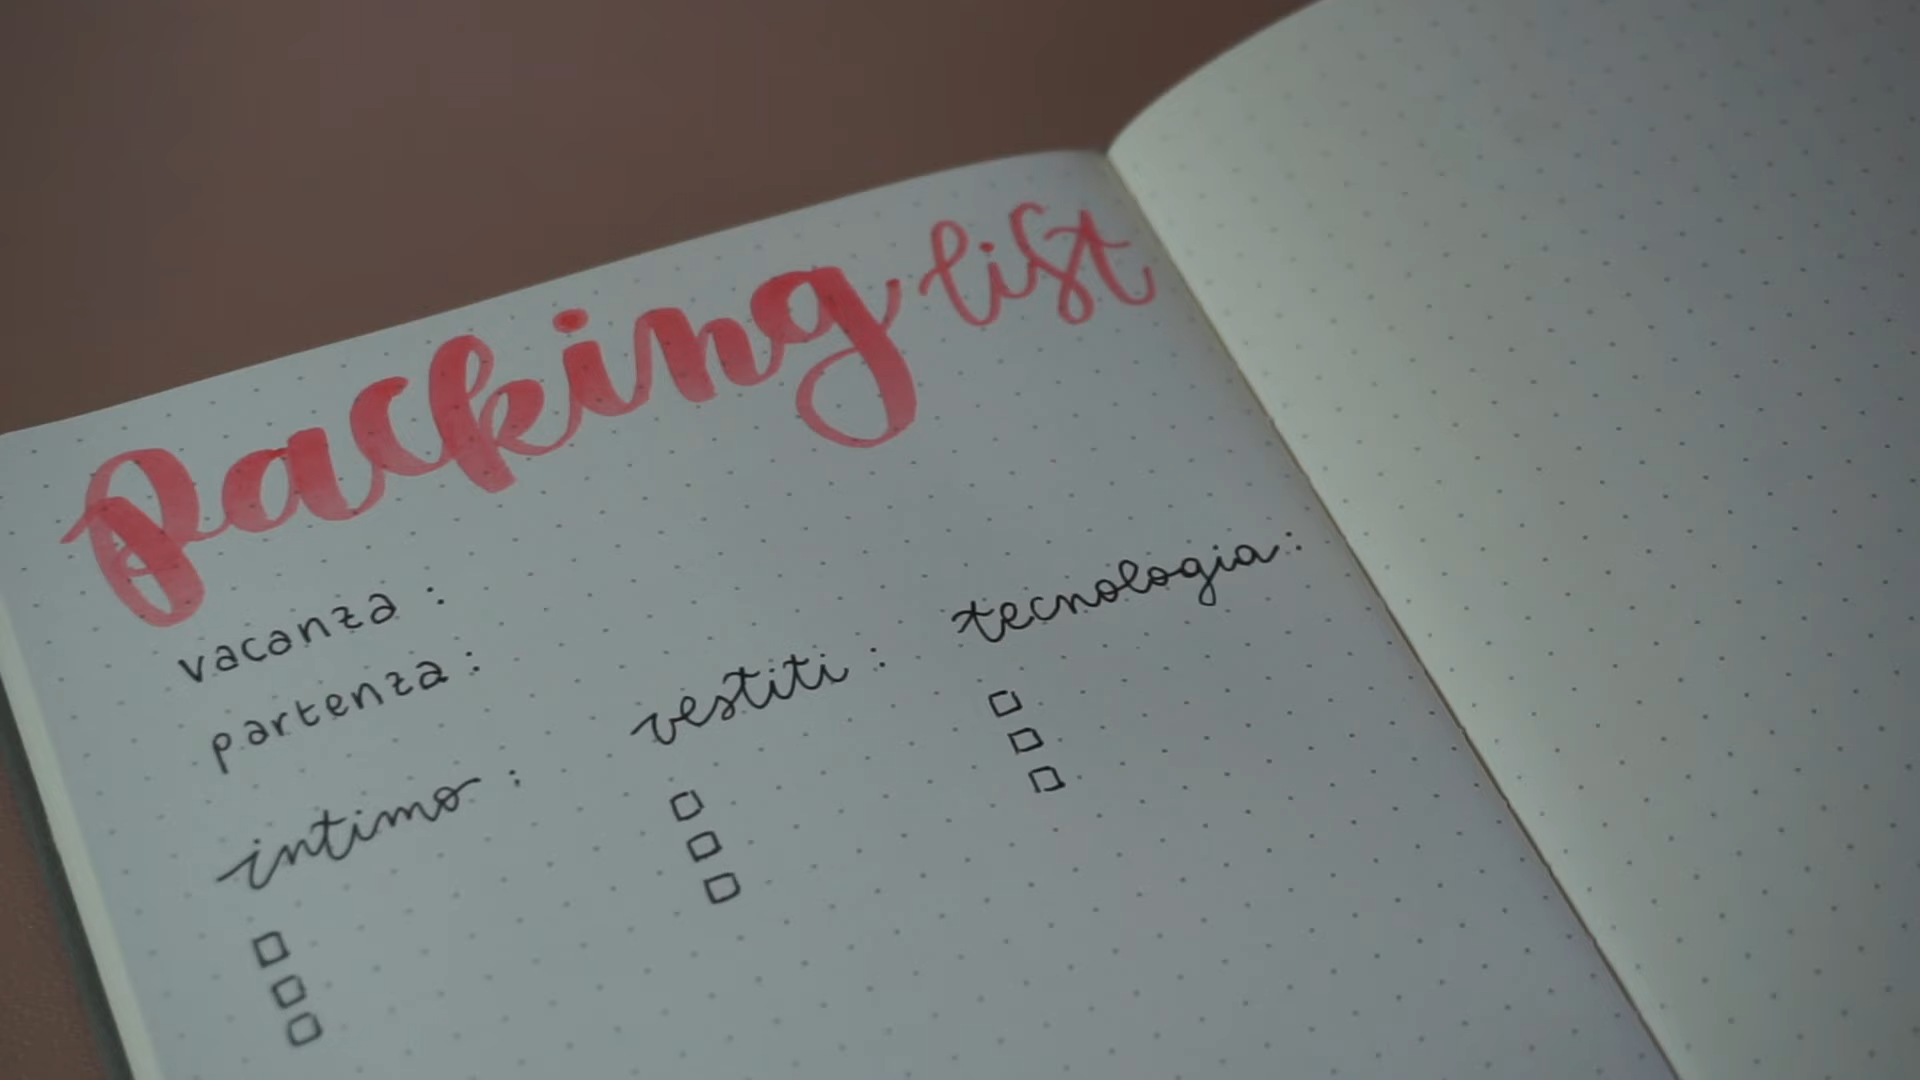 Packing list
vacanza :
partenza :
intimo :
vestiti :
tecnologia :